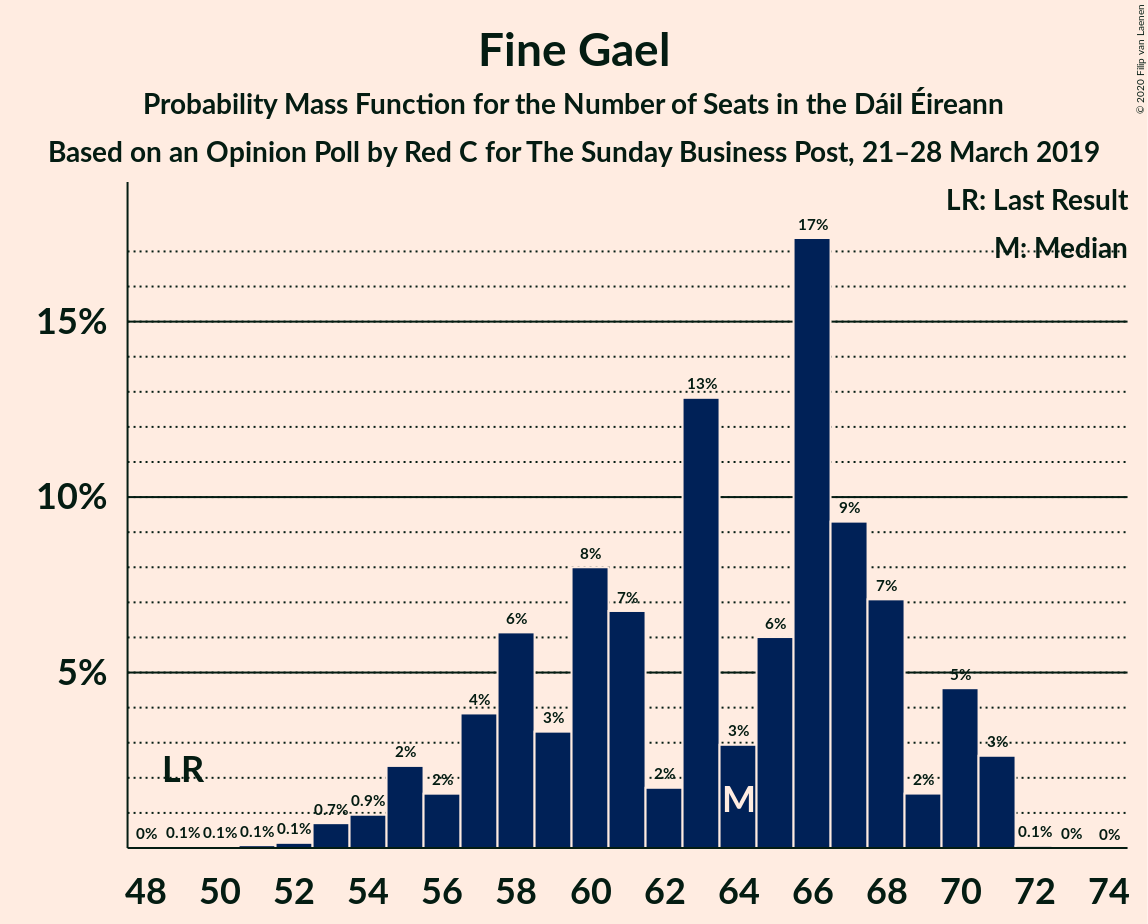 Fine Gael
Probability Mass Function for the Number of Seats in the Dáil Éireann
Based on an Opinion Poll by Red C for The Sunday Business Post, 21–28 March 2019
© 2020 Filip van Laenen
LR: Last Result
M: Median
15%
10%
5%
0% 0.1% 0.1% 0.1% 0.1% 0.7% 0.9% 2% 2% 4% 6% 3% 8% 7% 2% 13% 3% 6% 17% 9% 7% 2% 5% 3% 0.1% 0% 0%
LR
M
48 50 52 54 56 58 60 62 64 66 68 70 72 74